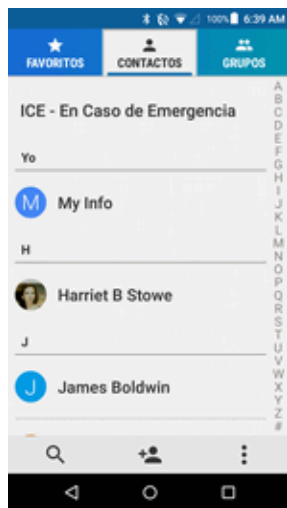 100% 6:39 AM
FAVORITOS CONTACTOS GRUPOS
ICE - En Caso de Emergencia
Yo
M My Info
H
Harriet B Stowe
J
J James Boldwin
A
B
C
D
E
F
G
H
I
J
K
L
M
N
O
P
Q
R
S
T
U
V
W
X
Y
Z
#